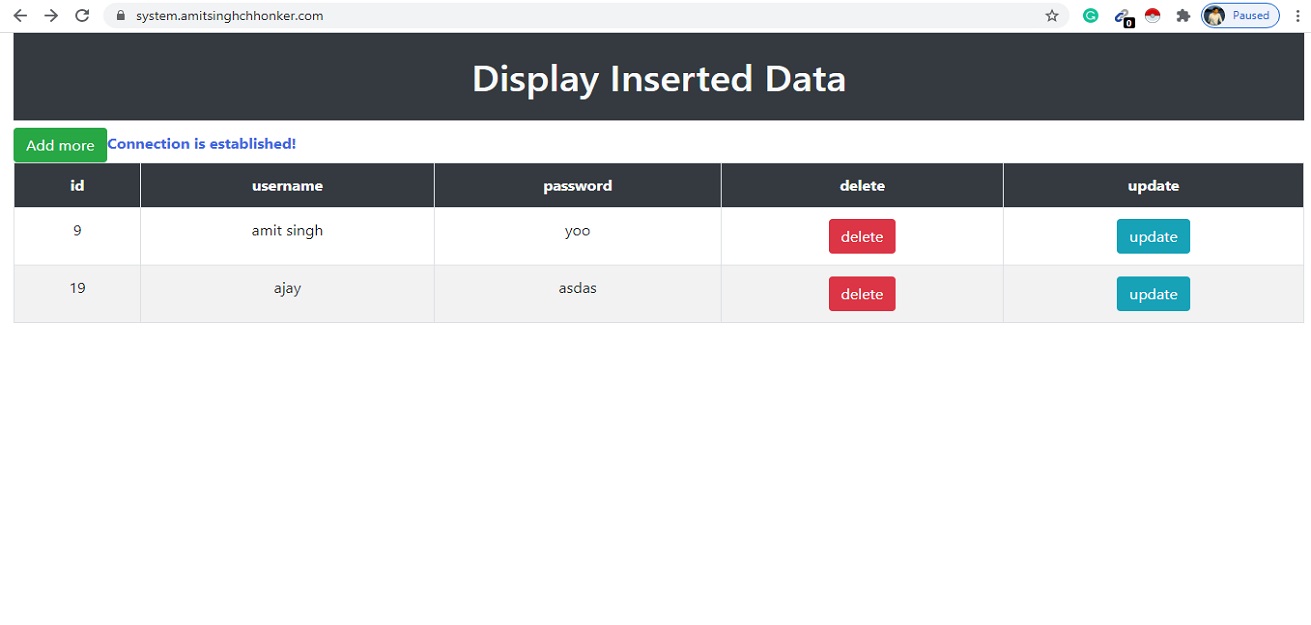 system.amitsinghchhonker.com
0
Paused
Display Inserted Data
Add more Connection is established!
id username password delete update
9 amit singh yoo delete update
19 ajay asdas delete update